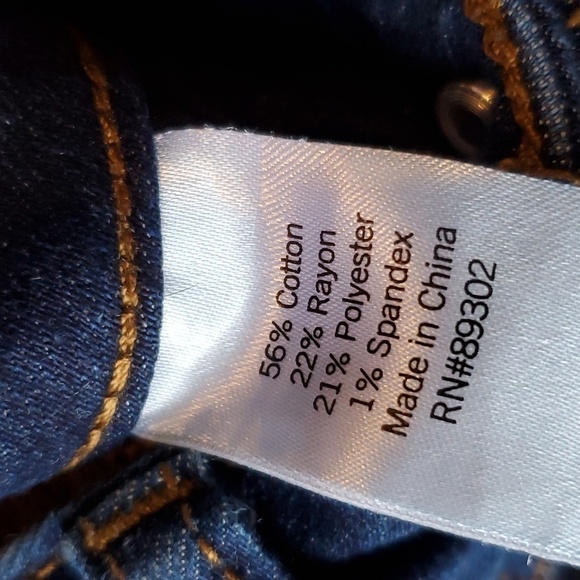 56% Cotton
22% Rayon
21% Polyester
1% Spandex
Made in China
RN#89302